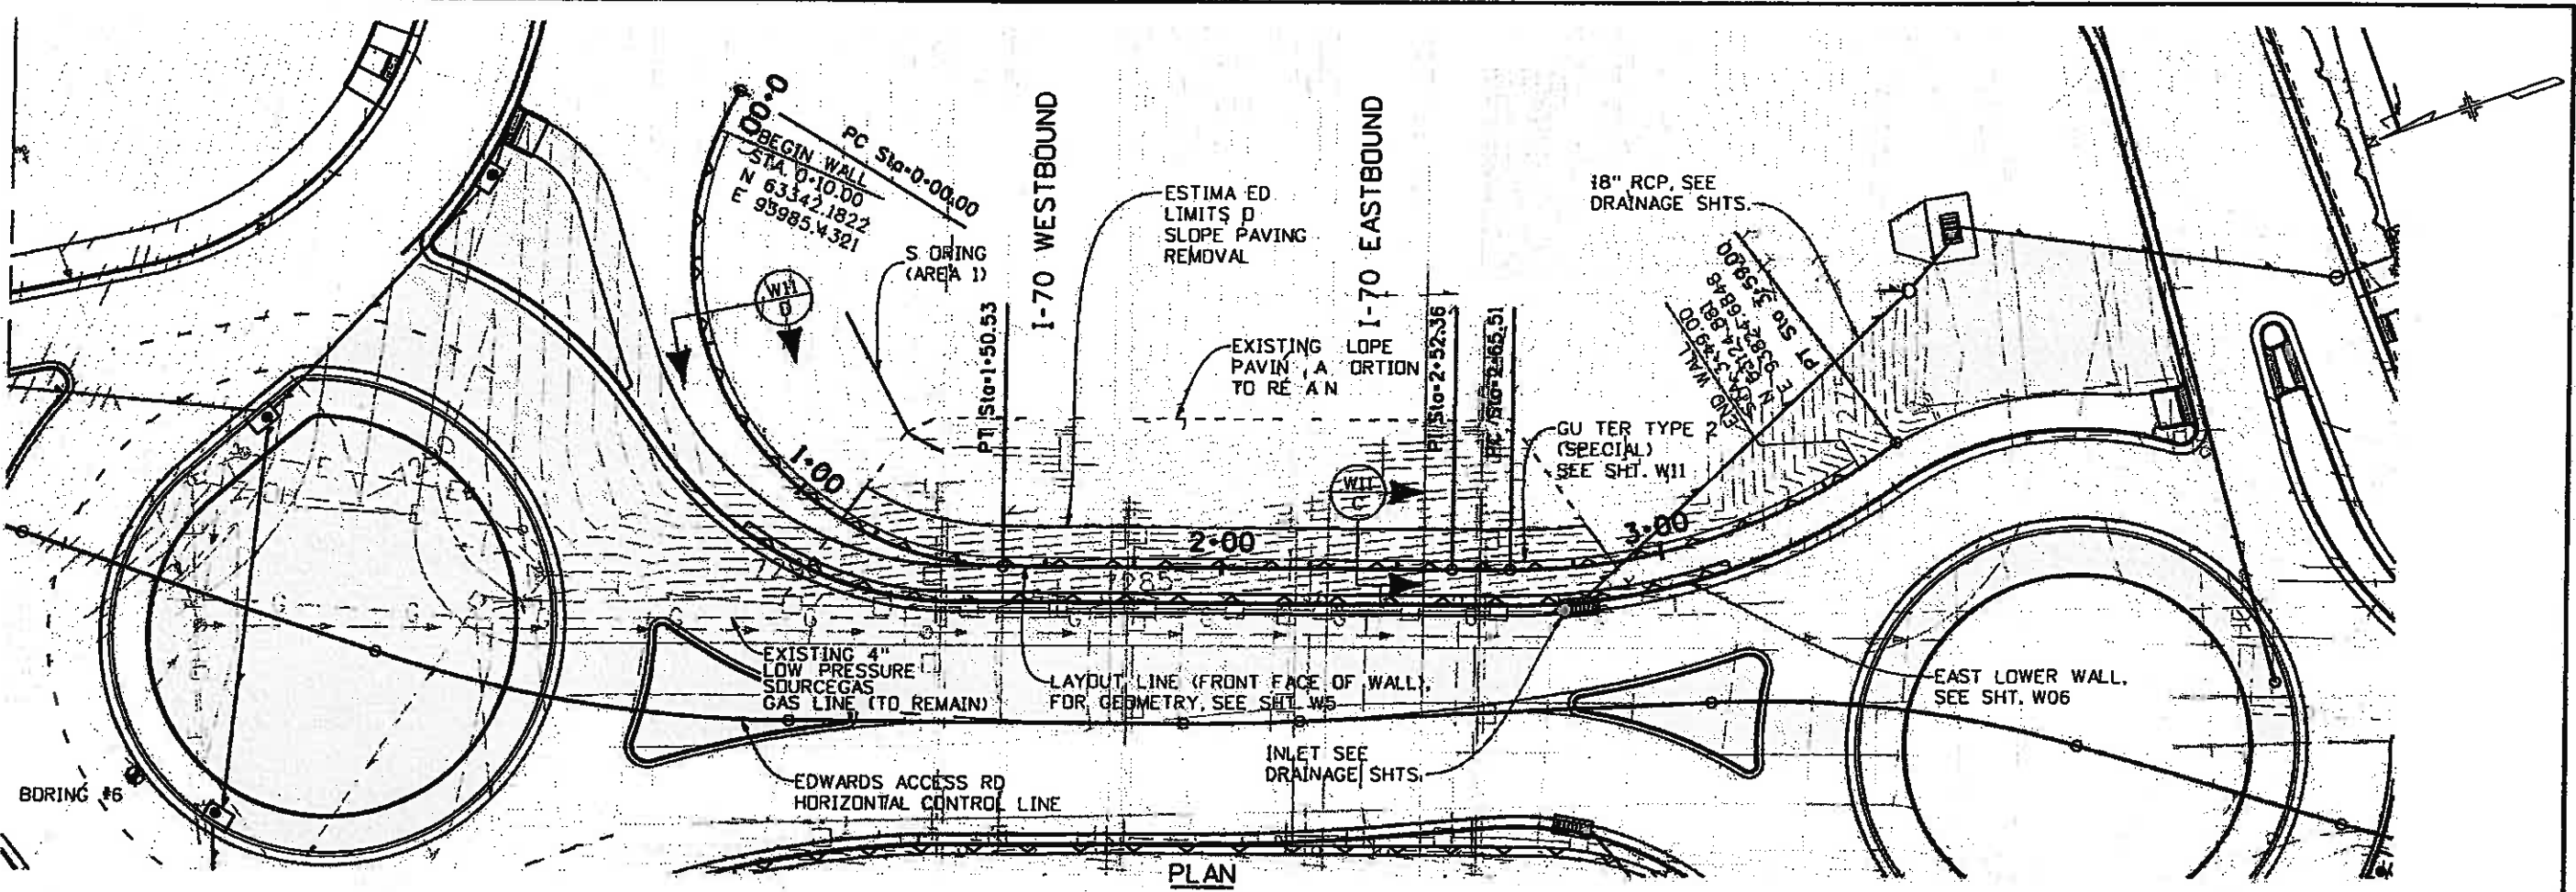 0+00
PC Sta=0+00.00
BEGIN WALL
STA. 0+10.00
N 63342.1822
E 93985.4321
W11
D
S ORING
(AREA 1)
I-70 WESTBOUND
ESTIMA ED
LIMITS O
SLOPE PAVING
REMOVAL
I-70 EASTBOUND
EXISTING LOPE
PAVIN , A ORTION
TO RE A N
18" RCP, SEE
DRAINAGE SHTS.
PT Sta=1+50.53
PT Sta=2+52.36
PC Sta=2+65.51
END WALL
STA. 3+49.00
PT Sta 3+59.00
GU TER TYPE 2
(SPECIAL)
SEE SHT. W11
W11
C
1+00
2+00
3+00
7285
EXISTING 4"
LOW PRESSURE
SOURCEGAS
GAS LINE (TO REMAIN)
LAYOUT LINE (FRONT FACE OF WALL),
FOR GEOMETRY, SEE SHT. W5
EAST LOWER WALL,
SEE SHT. W06
INLET SEE
DRAINAGE SHTS.
EDWARDS ACCESS RD
HORIZONTAL CONTROL LINE
BORING #6
PLAN